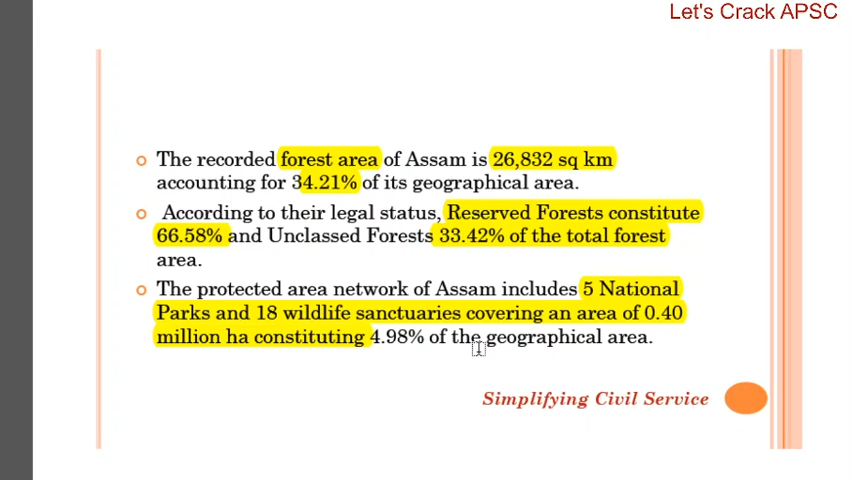 Let's Crack APSC
The recorded forest area of Assam is 26,832 sq km
accounting for 34.21% of its geographical area.
According to their legal status, Reserved Forests constitute
66.58% and Unclassed Forests 33.42% of the total forest
area.
The protected area network of Assam includes 5 National
Parks and 18 wildlife sanctuaries covering an area of 0.40
million ha constituting 4.98% of the geographical area.
Simplifying Civil Service